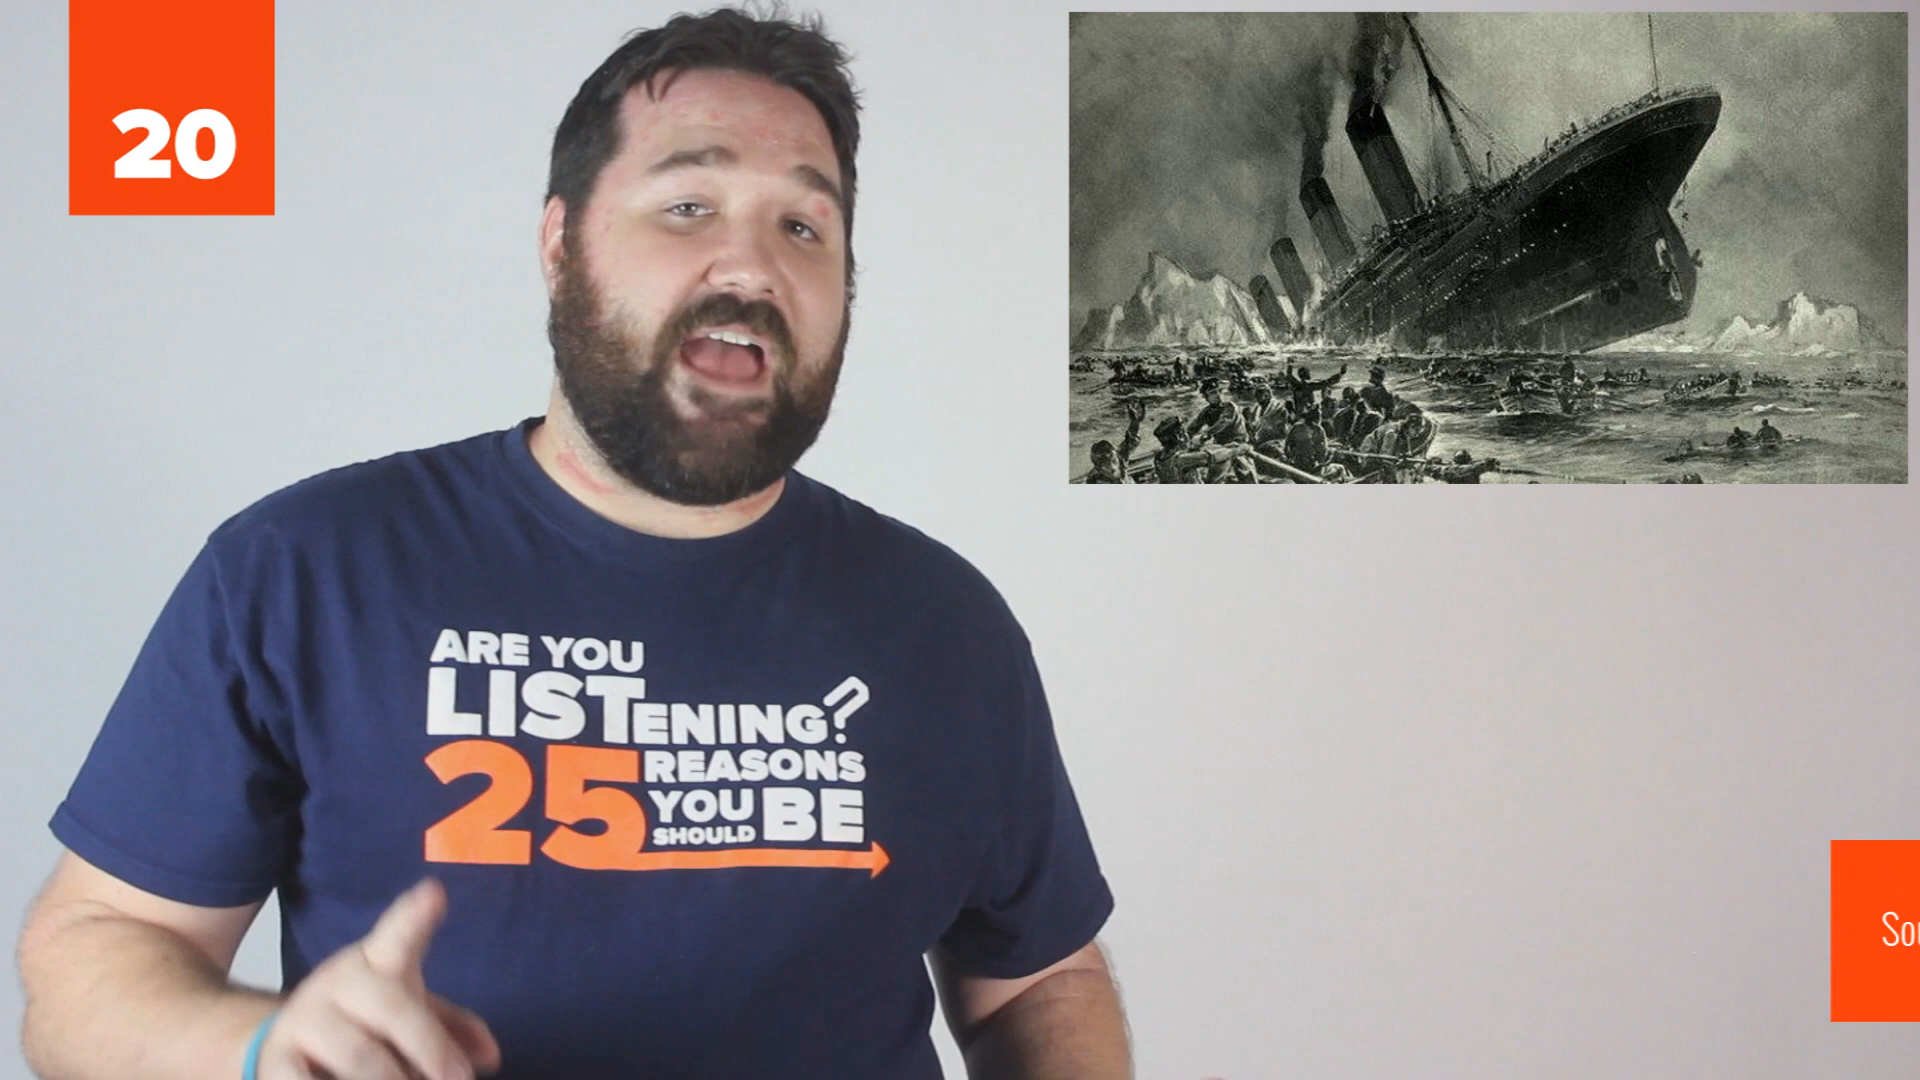 20
ARE YOU
LISTENING?
25 REASONS
YOU BE
SHOULD